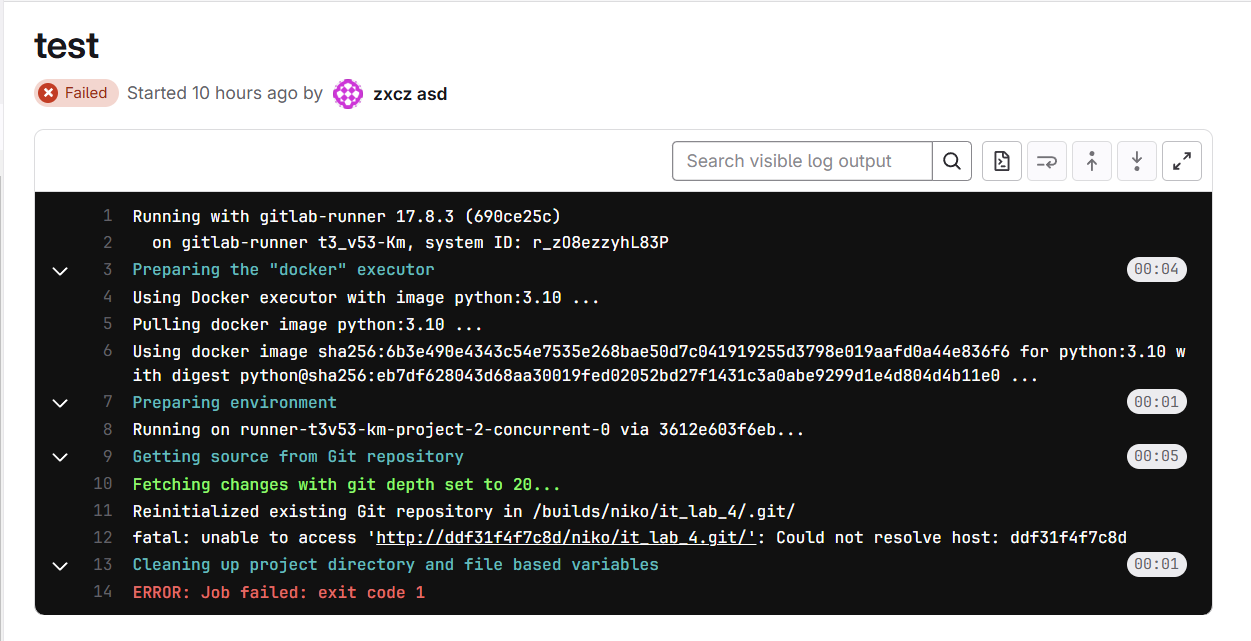 test
Failed Started 10 hours ago by zxcz asd
Search visible log output
1 Running with gitlab-runner 17.8.3 (690ce25c)
2 on gitlab-runner t3_v53-Km, system ID: r_zO8ezzyhL83P
3 Preparing the "docker" executor 00:04
4 Using Docker executor with image python:3.10 ...
5 Pulling docker image python:3.10 ...
6 Using docker image sha256:6b3e490e4343c54e7535e268bae50d7c041919255d3798e019aafd0a44e836f6 for python:3.10 w
ith digest python@sha256:eb7df628043d68aa30019fed02052bd27f1431c3a0abe9299d1e4d804d4b11e0 ...
7 Preparing environment 00:01
8 Running on runner-t3v53-km-project-2-concurrent-0 via 3612e603f6eb...
9 Getting source from Git repository 00:05
10 Fetching changes with git depth set to 20...
11 Reinitialized existing Git repository in /builds/niko/it_lab_4/.git/
12 fatal: unable to access 'http://ddf31f4f7c8d/niko/it_lab_4.git/': Could not resolve host: ddf31f4f7c8d
13 Cleaning up project directory and file based variables 00:01
14 ERROR: Job failed: exit code 1